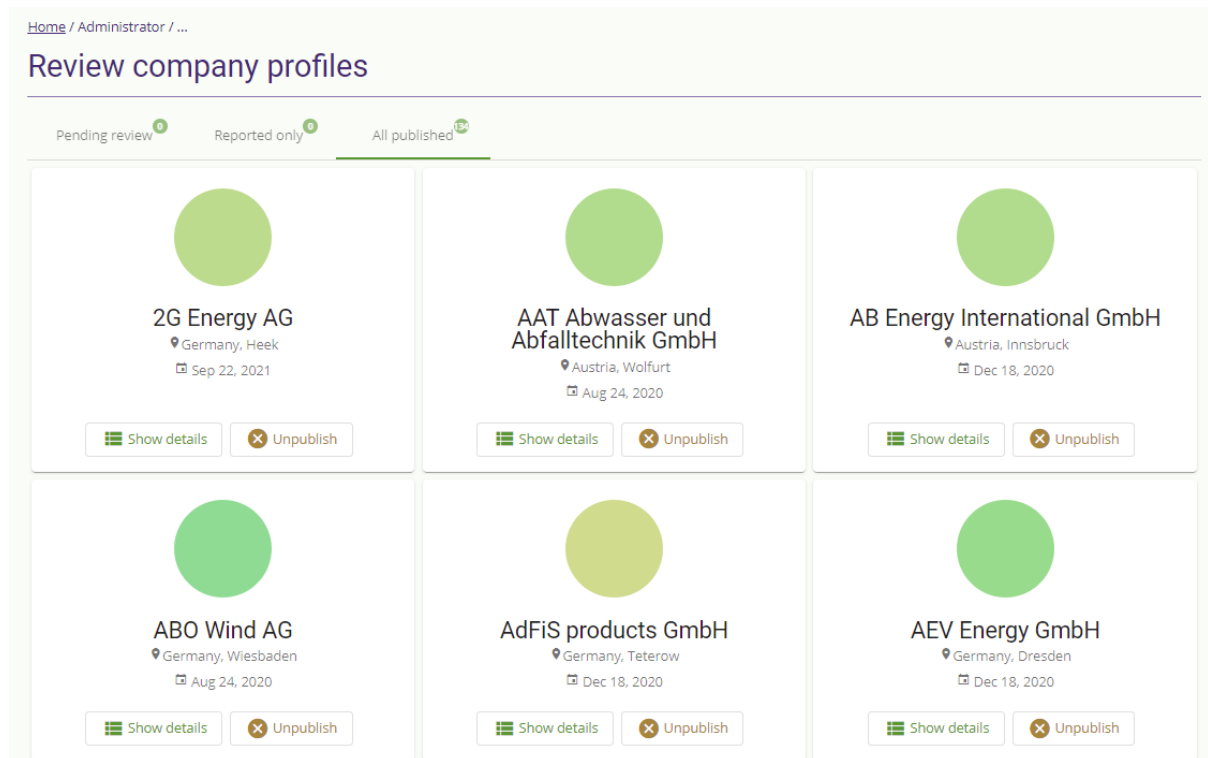 Home / Administrator / ...
Review company profiles
Pending review 0
Reported only 0
All published 134
2G Energy AG
Germany, Heek
Sep 22, 2021
Show details
Unpublish
AAT Abwasser und
Abfalltechnik GmbH
Austria, Wolfurt
Aug 24, 2020
Show details
Unpublish
AB Energy International GmbH
Austria, Innsbruck
Dec 18, 2020
Show details
Unpublish
ABO Wind AG
Germany, Wiesbaden
Aug 24, 2020
Show details
Unpublish
AdFiS products GmbH
Germany, Teterow
Dec 18, 2020
Show details
Unpublish
AEV Energy GmbH
Germany, Dresden
Dec 18, 2020
Show details
Unpublish